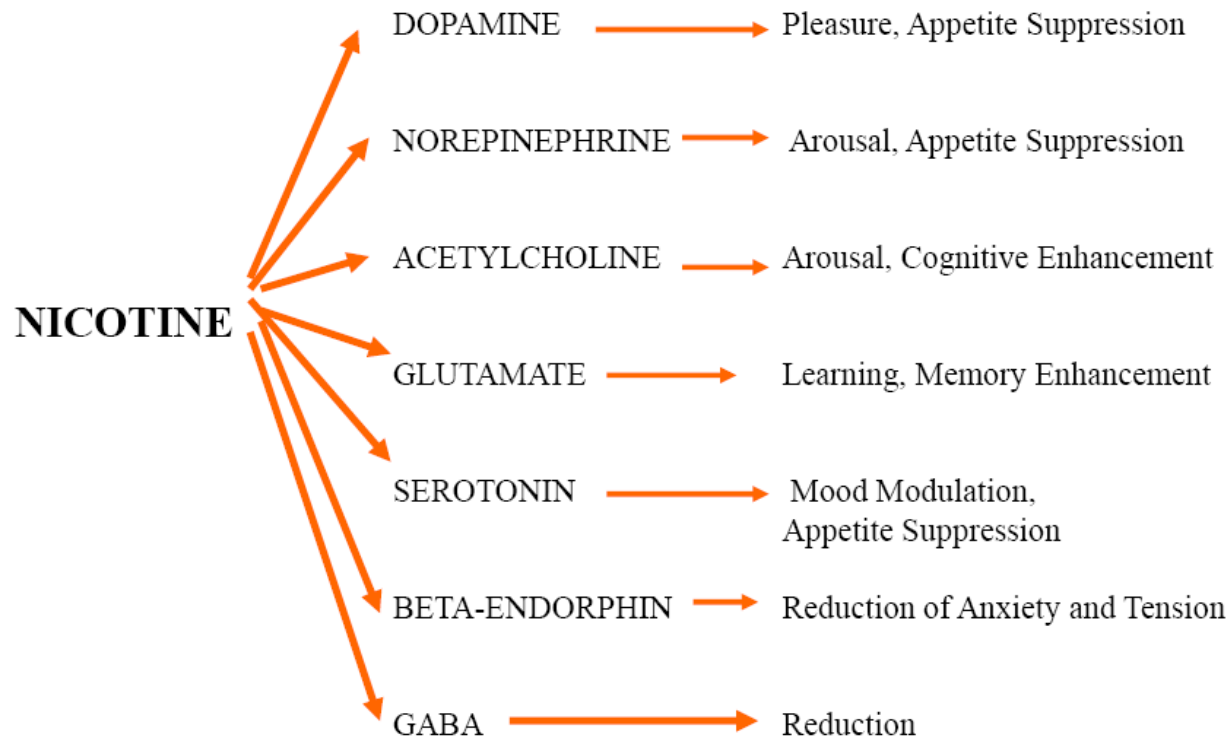 DOPAMINE Pleasure, Appetite Suppression
NOREPINEPHRINE Arousal, Appetite Suppression
ACETYLCHOLINE Arousal, Cognitive Enhancement
NICOTINE
GLUTAMATE Learning, Memory Enhancement
SEROTONIN Mood Modulation,
Appetite Suppression
BETA-ENDORPHIN Reduction of Anxiety and Tension
GABA Reduction